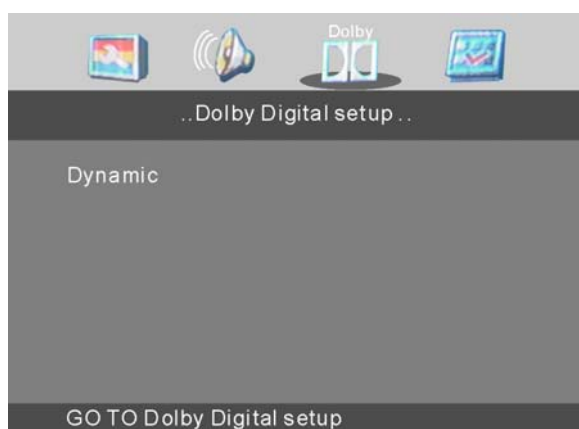 Dolby
..Dolby Digital setup..
Dynamic
GO TO Dolby Digital setup